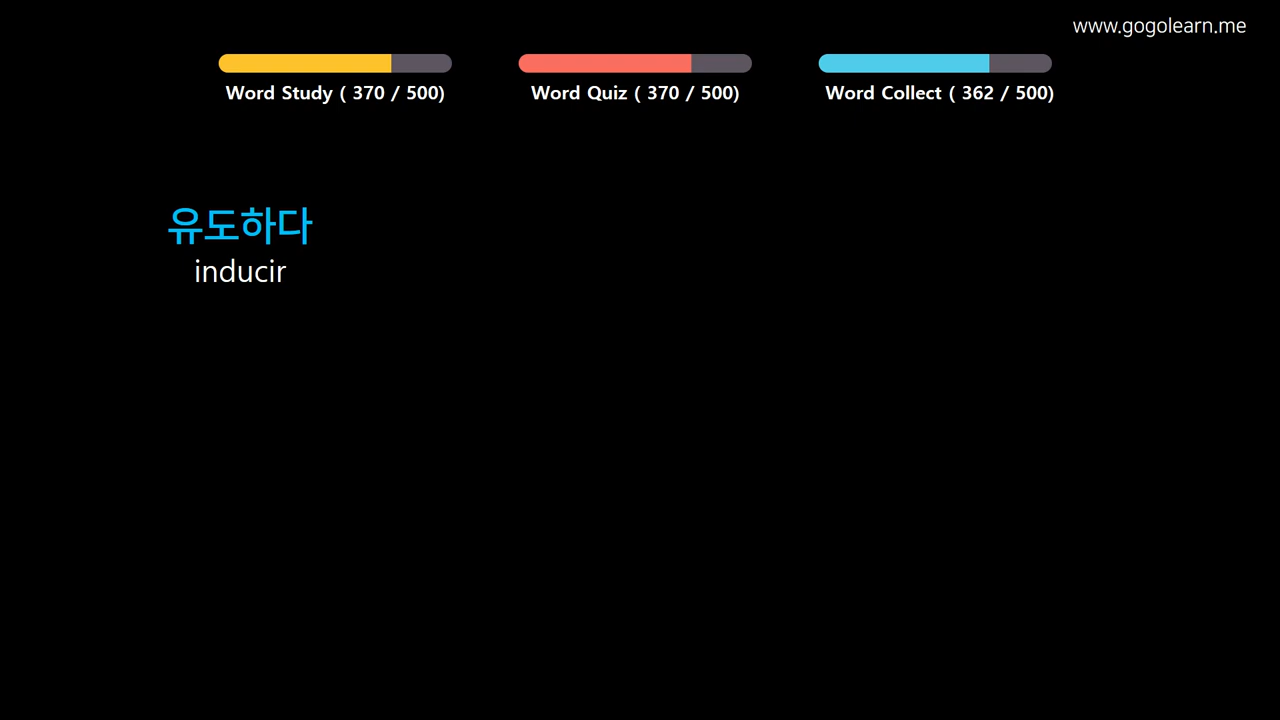 www.gogolearn.me
Word Study ( 370 / 500)
Word Quiz ( 370 / 500)
Word Collect ( 362 / 500)
유도하다
inducir